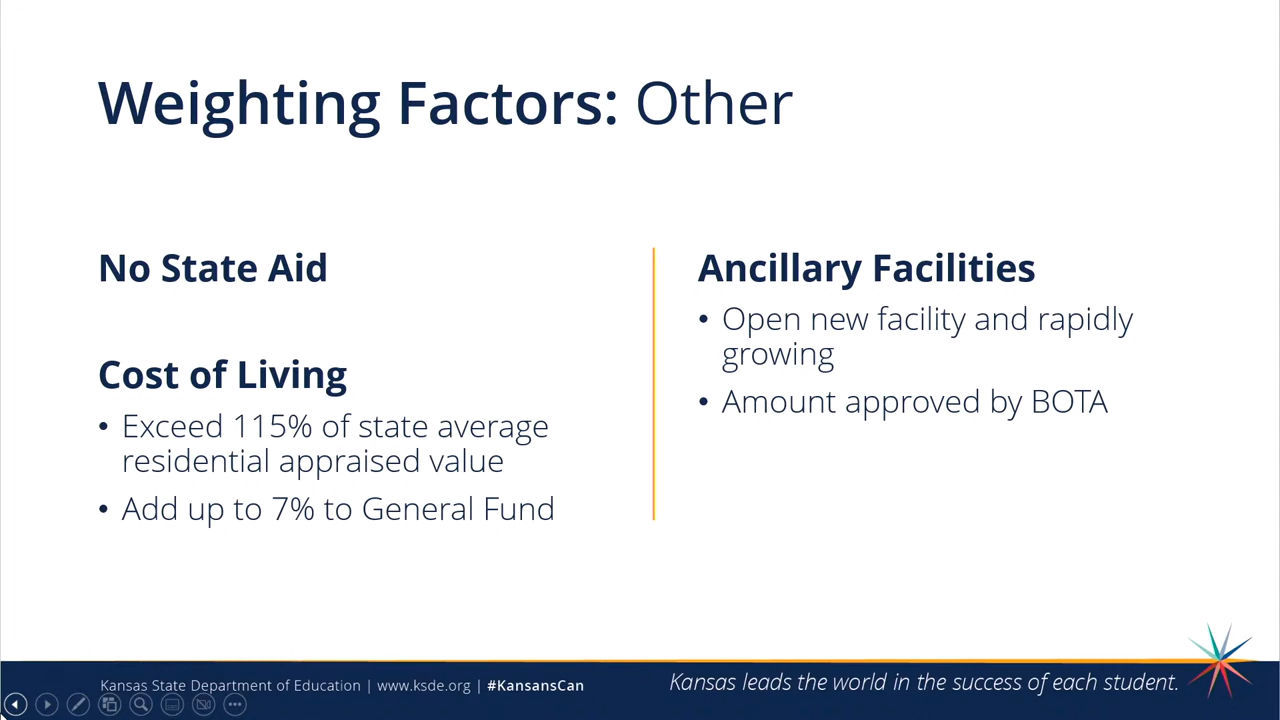 Weighting Factors: Other
No State Aid
Cost of Living
• Exceed 115% of state average
residential appraised value
• Add up to 7% to General Fund
Ancillary Facilities
• Open new facility and rapidly
growing
• Amount approved by BOTA
Kansas State Department of Education | www.ksde.org | #KansansCan
Kansas leads the world in the success of each student.